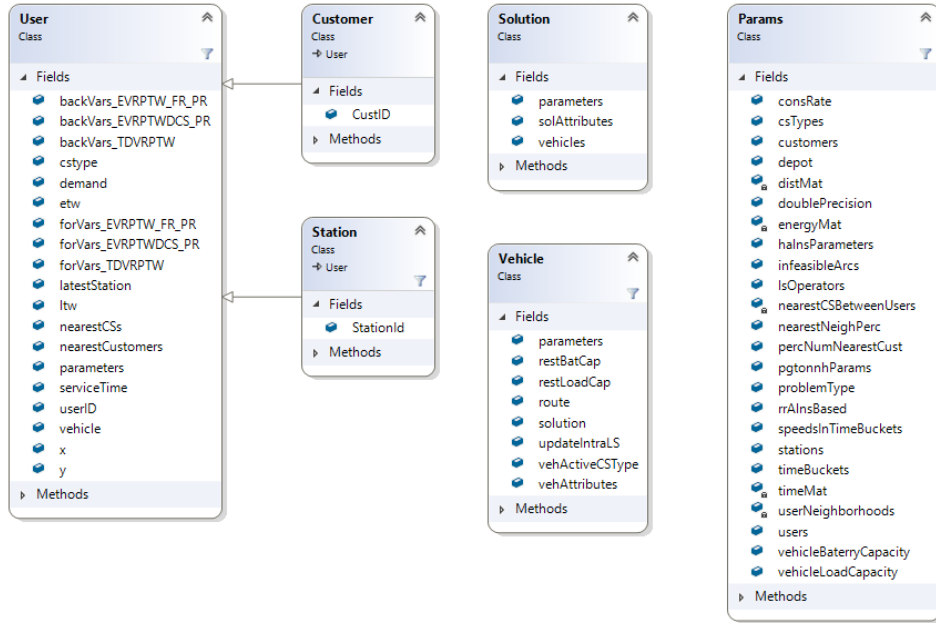 User
Class
Fields
backVars_EVRPTW_FR_PR
backVars_EVRPTWDCS_PR
backVars_TDVRPTW
cstype
demand
etw
forVars_EVRPTW_FR_PR
forVars_EVRPTWDCS_PR
forVars_TDVRPTW
latestStation
ltw
nearestCSs
nearestCustomers
parameters
serviceTime
userID
vehicle
x
y
Methods
Customer
Class
User
Fields
CustID
Methods
Station
Class
User
Fields
StationId
Methods
Solution
Class
Fields
parameters
solAttributes
vehicles
Methods
Vehicle
Class
Fields
parameters
restBatCap
restLoadCap
route
solution
updateIntraLS
vehActiveCSType
vehAttributes
Methods
Params
Class
Fields
consRate
csTypes
customers
depot
distMat
doublePrecision
energyMat
halnsParameters
infeasibleArcs
lsOperators
nearestCSBetweenUsers
nearestNeighPerc
percNumNearestCust
pgtonnhParams
problemType
rrAlnsBased
speedsInTimeBuckets
stations
timeBuckets
timeMat
userNeighborhoods
users
vehicleBaterryCapacity
vehicleLoadCapacity
Methods